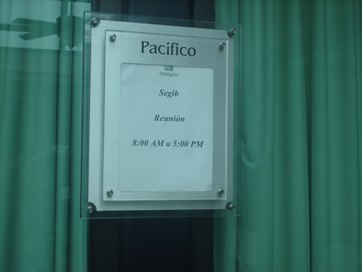 Pacífico
Segib
Reunión
8:00 AM a 5:00 PM